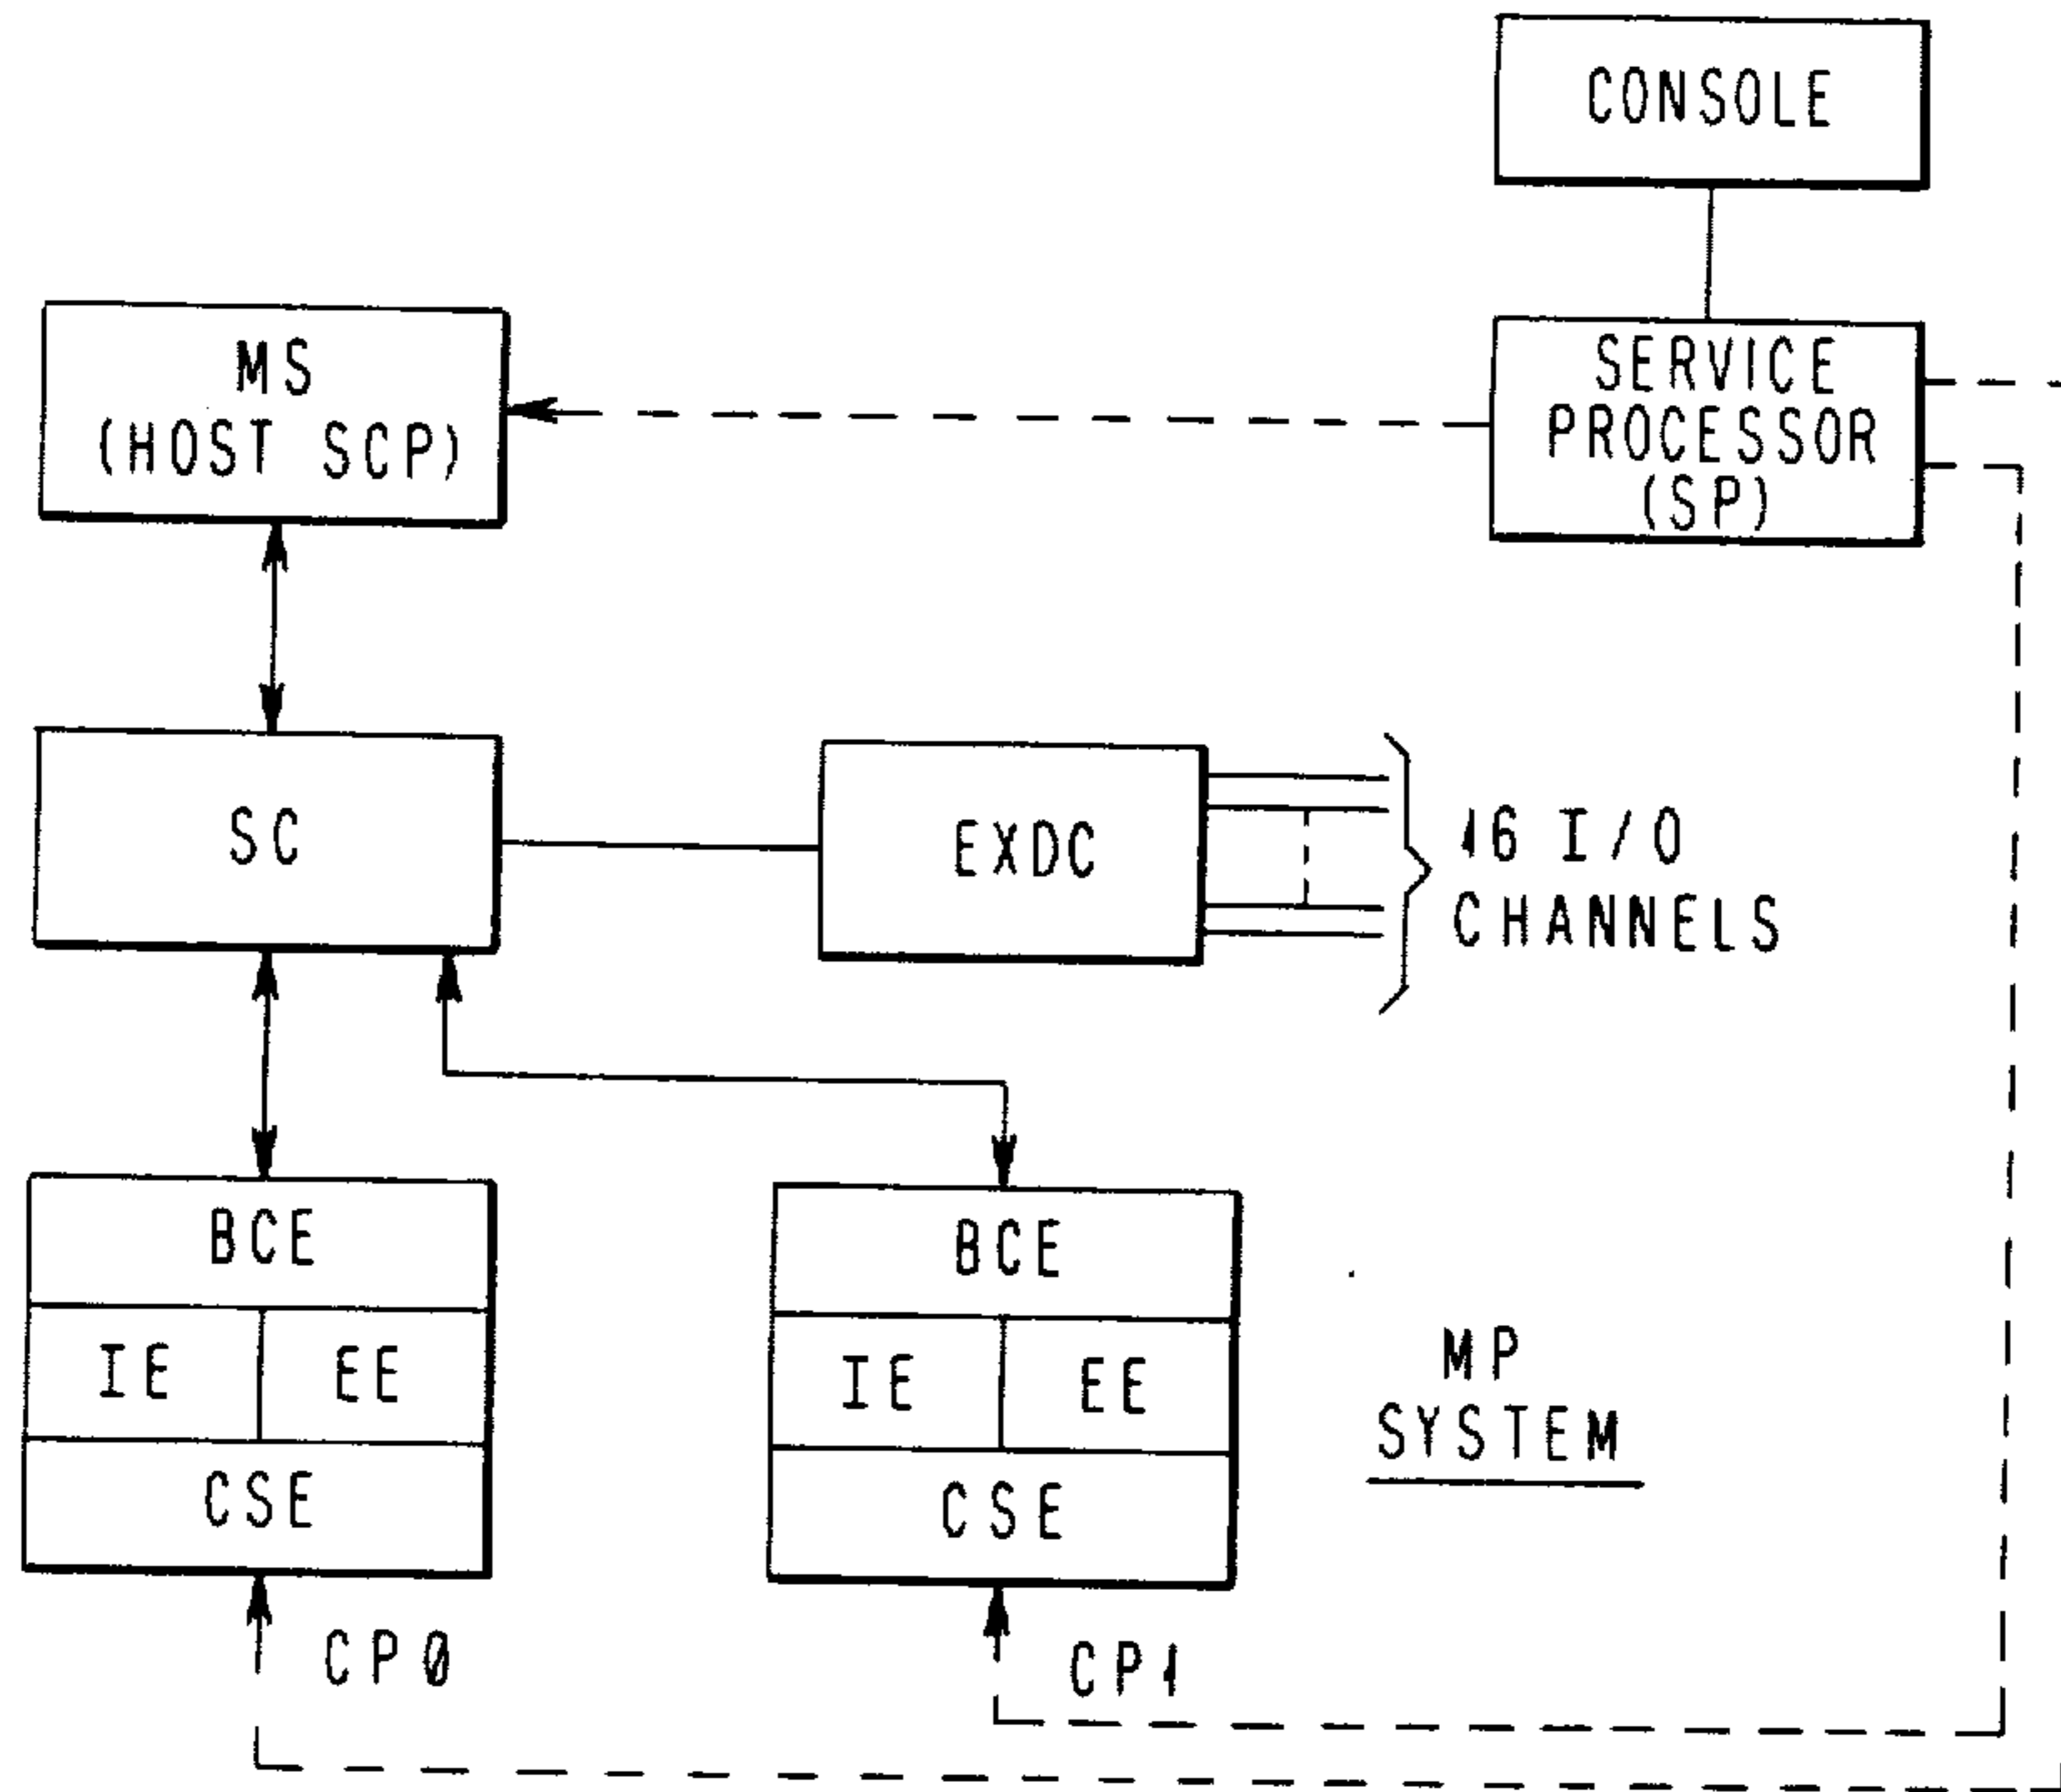 CONSOLE
MS
(HOST SCP)
SERVICE
PROCESSOR
(SP)
SC
EXDC
16 I/O
CHANNELS
BCE
IE EE
CSE
CP0
BCE
IE EE
CSE
CP1
MP
SYSTEM